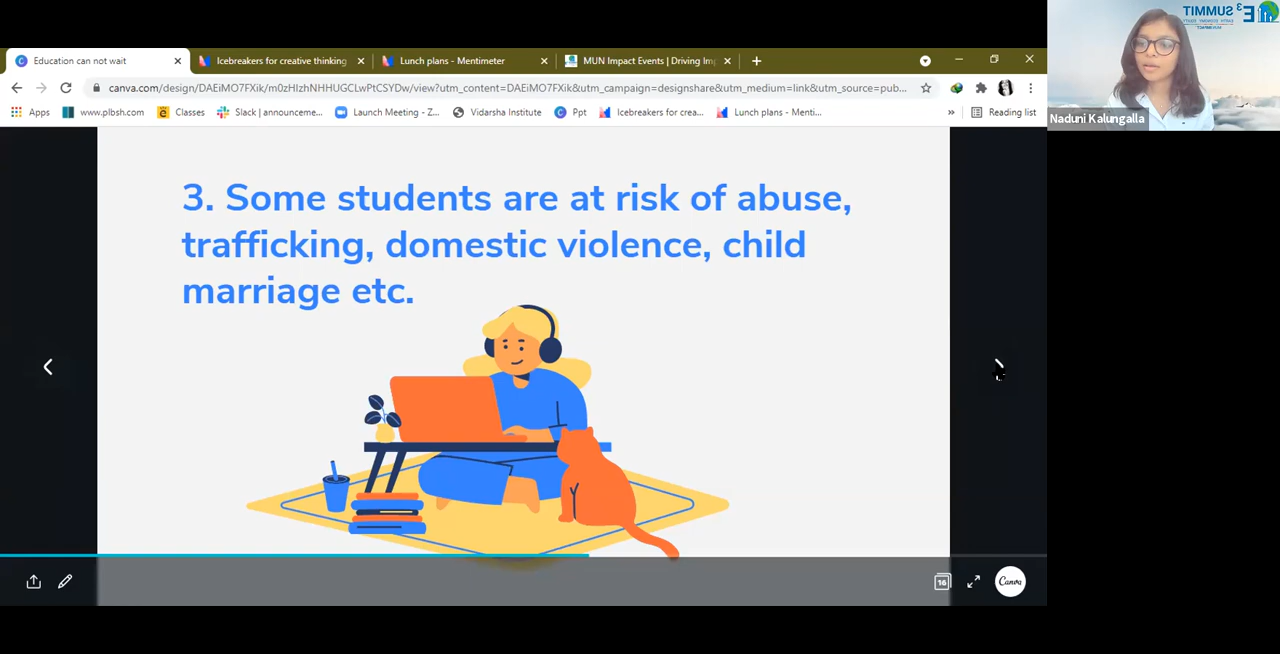 Education can not wait
Icebreakers for creative thinking
Lunch plans - Mentimeter
MUN Impact Events | Driving Im
canva.com/design/DAEiMO7FXik/m0zHIzhNHHUGCLwPtCSYDw/view?utm_content=DAEiMO7FXik&utm_campaign=designshare&utm_medium=link&utm_source=pub...
Apps
www.plbsh.com
Classes
Slack | announceme...
Launch Meeting - Z...
Vidarsha Institute
Ppt
Icebreakers for crea...
Lunch plans - Menti...
»
Reading list
3. Some students are at risk of abuse,
trafficking, domestic violence, child
marriage etc.
16
Canva
E³ SUMMIT
Naduni Kalungalla